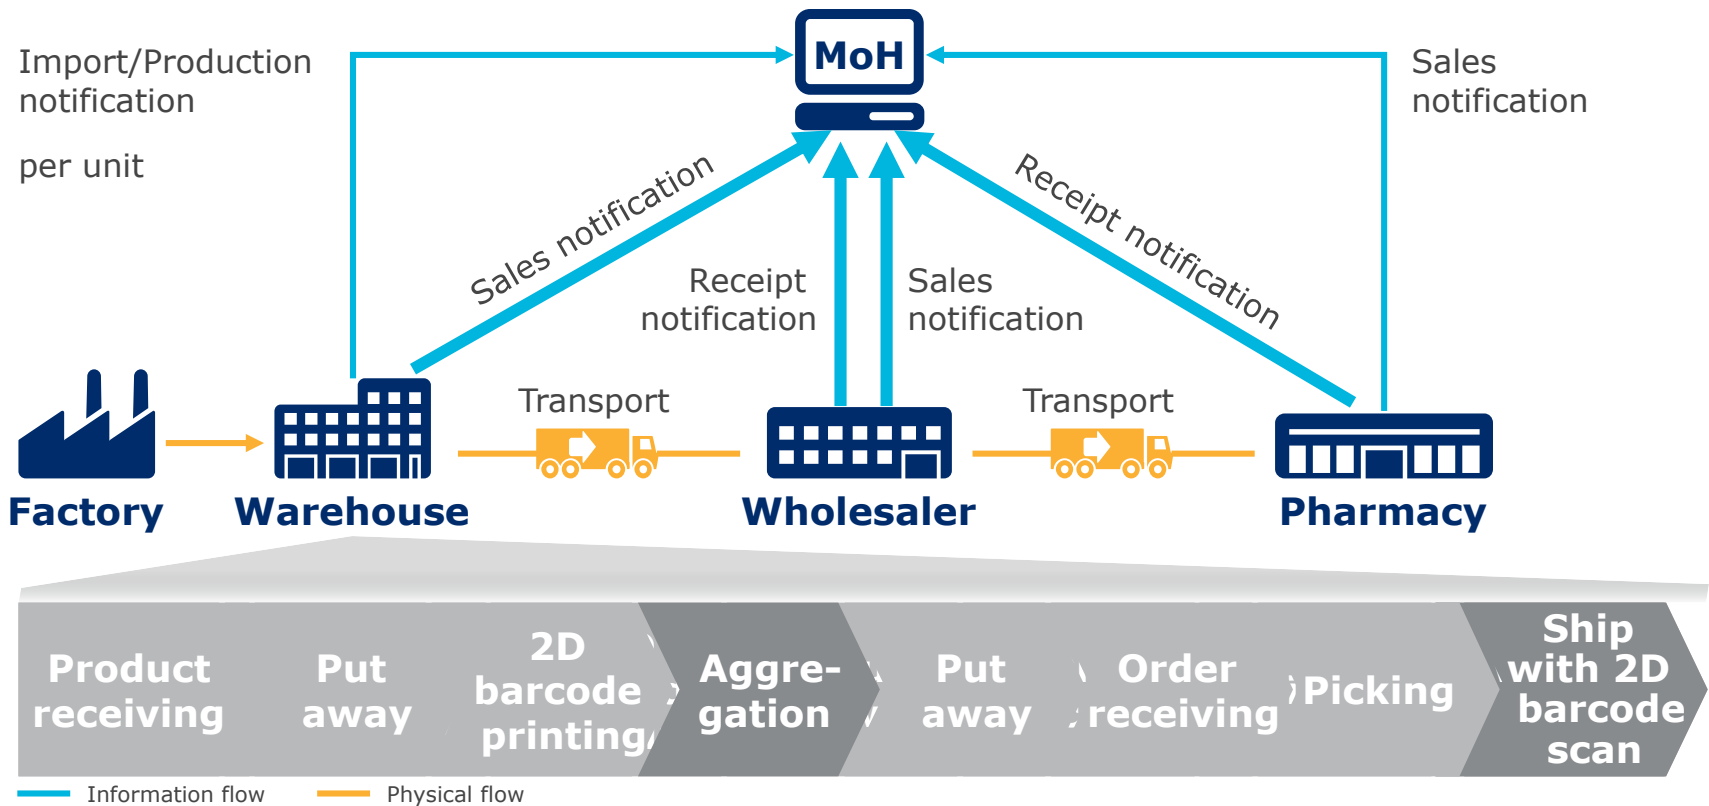 Import/Production
notification
per unit
MoH
Sales
notification
Sales notification
Receipt
notification
Sales
notification
Receipt notification
Transport
Transport
Factory
Warehouse
Wholesaler
Pharmacy
Product
receiving
Put
away
2D
barcode
printing
Aggre-
gation
Put
away
Order
receiving
Picking
Ship
with 2D
barcode
scan
Information flow
Physical flow